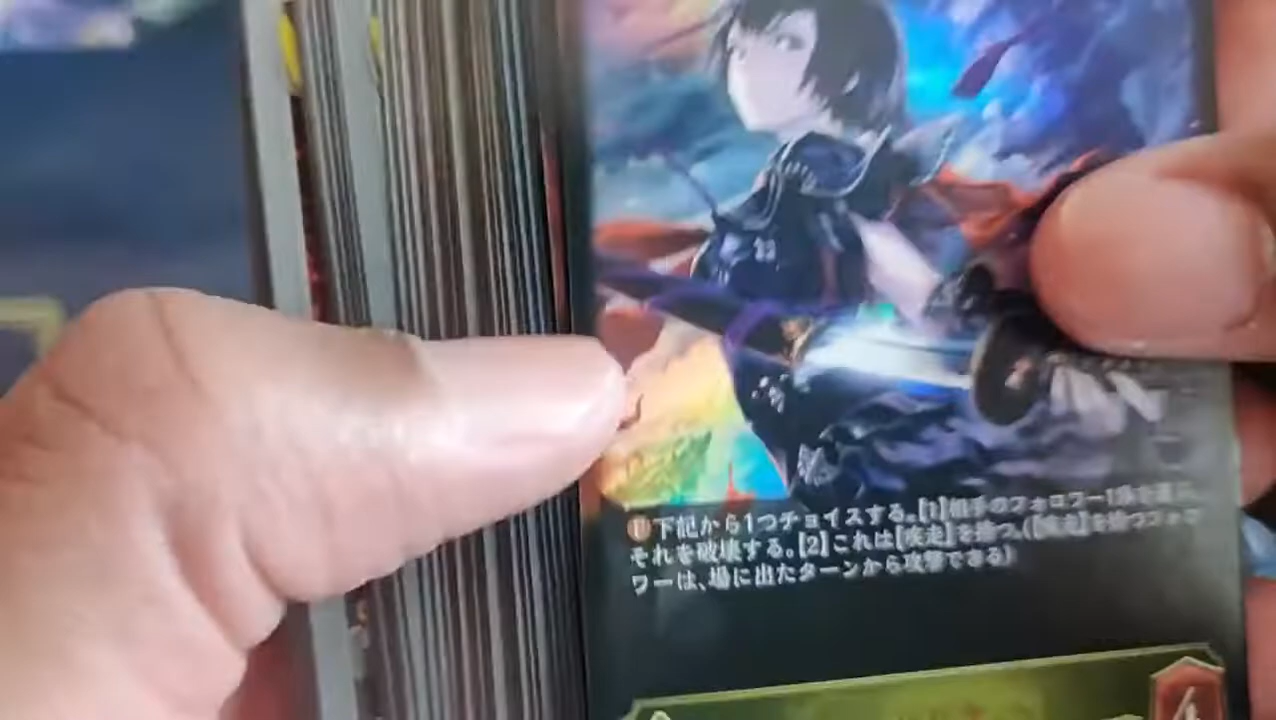 下記から1つチョイスする。[1]相手のフォロワー1体を選ぶ。
それを破壊する。[2]これは【疾走】を持つ。(【疾走】を持つフォロ
ワーは、場に出たターンから攻撃できる)
4